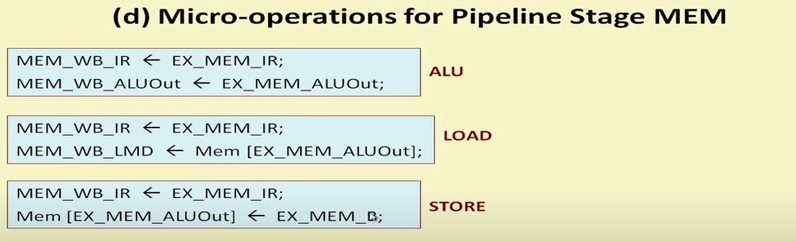 (d) Micro-operations for Pipeline Stage MEM
MEM_WB_IR ← EX_MEM_IR;
MEM_WB_ALUOut ← EX_MEM_ALUOut;
ALU
MEM_WB_IR ← EX_MEM_IR;
MEM_WB_LMD ← Mem [EX_MEM_ALUOut];
LOAD
MEM_WB_IR ← EX_MEM_IR;
Mem [EX_MEM_ALUOut] ← EX_MEM_B;
STORE